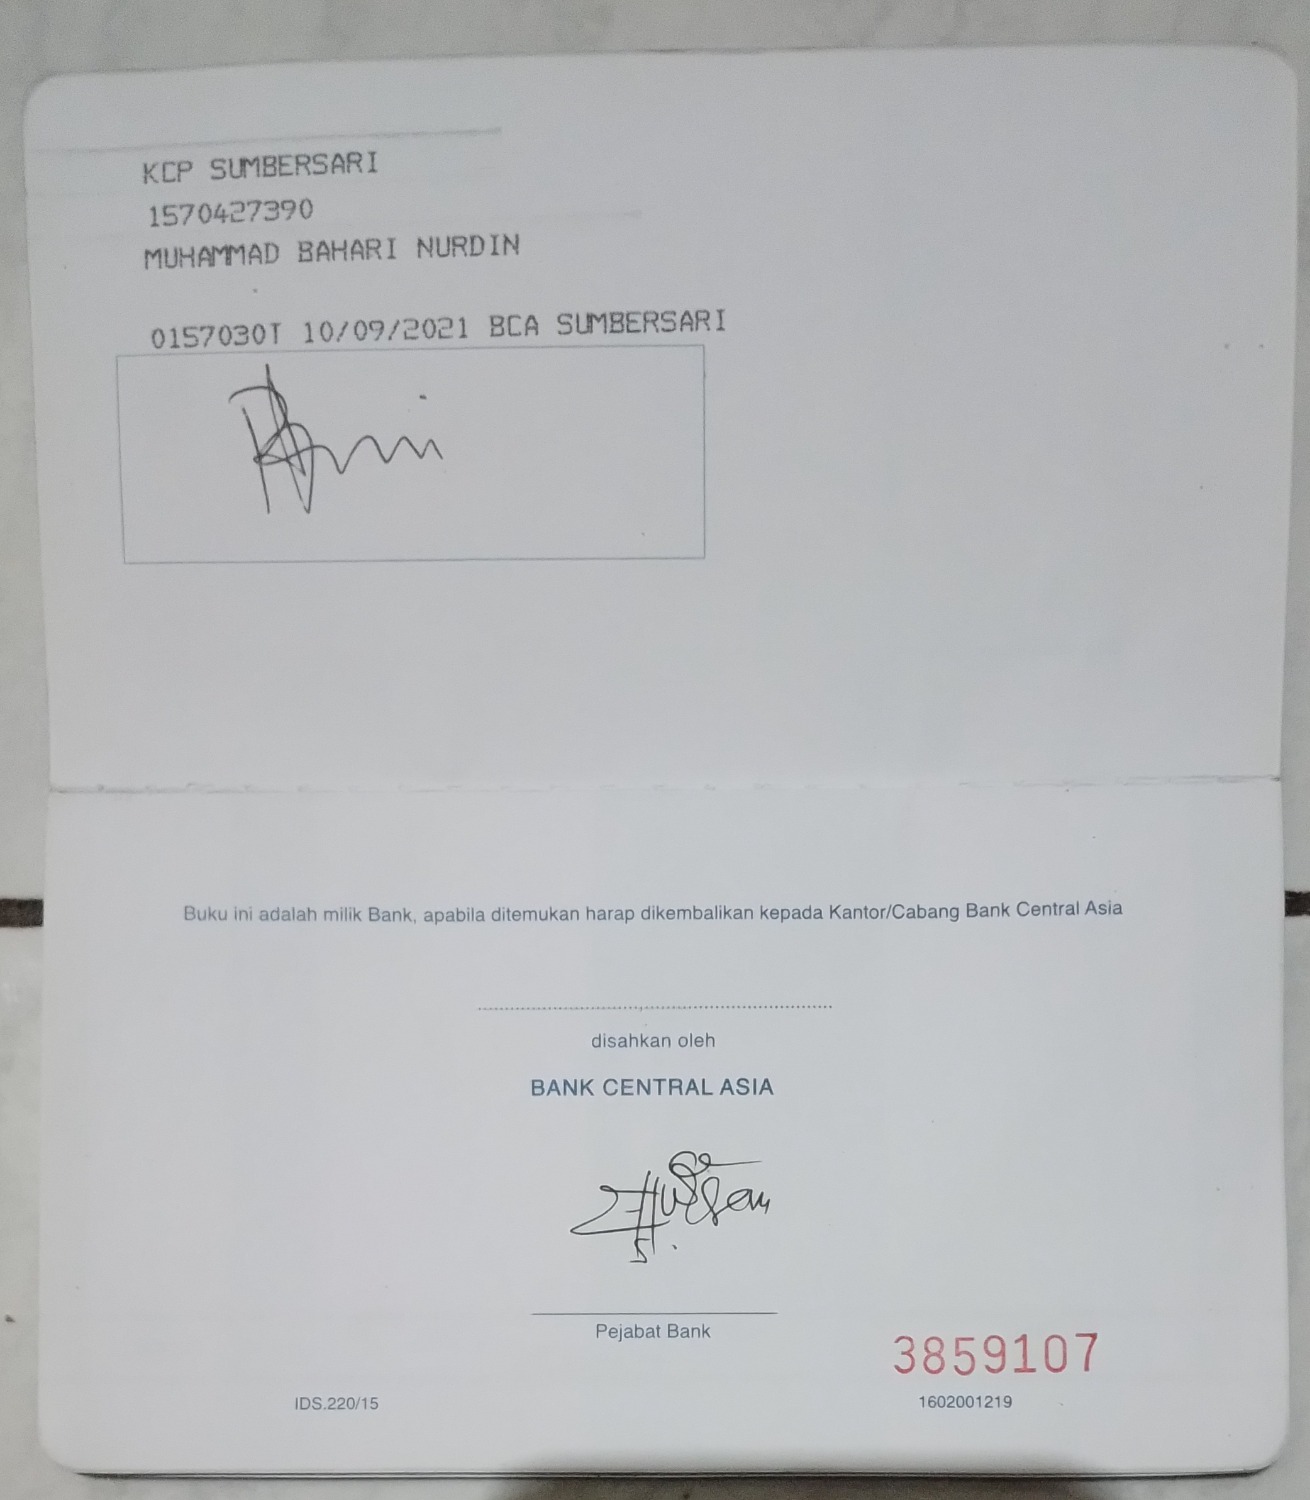 KCP SUMBERSARI
1570427390
MUHAMMAD BAHARI NURDIN
0157030T 10/09/2021 BCA SUMBERSARI
Buku ini adalah milik Bank, apabila ditemukan harap dikembalikan kepada Kantor/Cabang Bank Central Asia
disahkan oleh
BANK CENTRAL ASIA
Pejabat Bank
3859107
IDS.220/15
1602001219